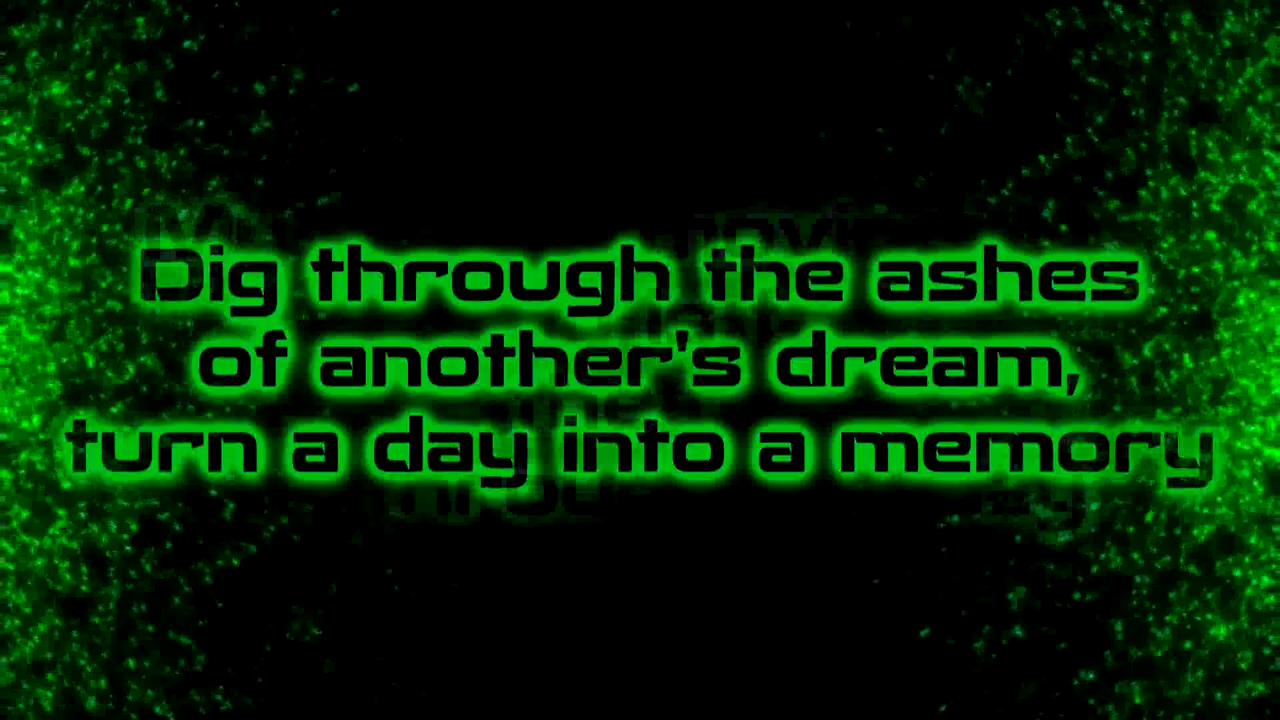 Dig through the ashes
of another's dream,
turn a day into a memory